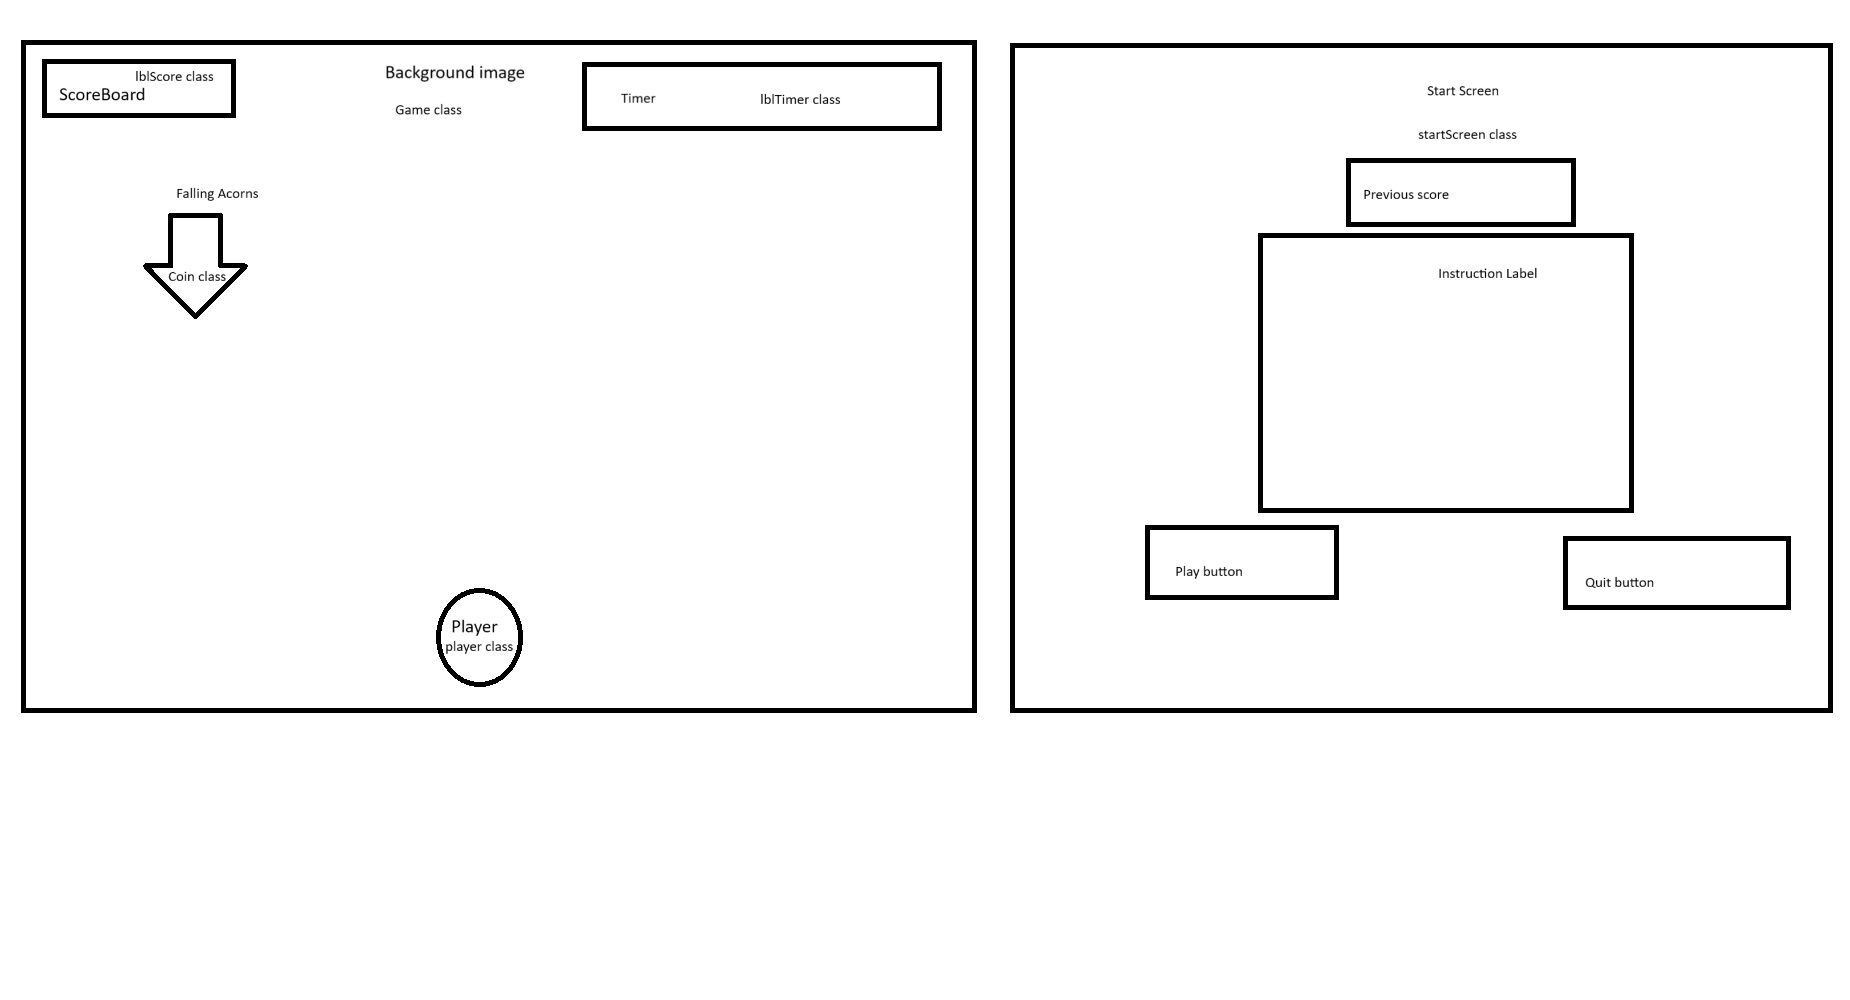 lblScore class
ScoreBoard
Background image
Game class
Timer
lblTimer class
Falling Acorns
Coin class
Player
player class
Start Screen
startScreen class
Previous score
Instruction Label
Play button
Quit button